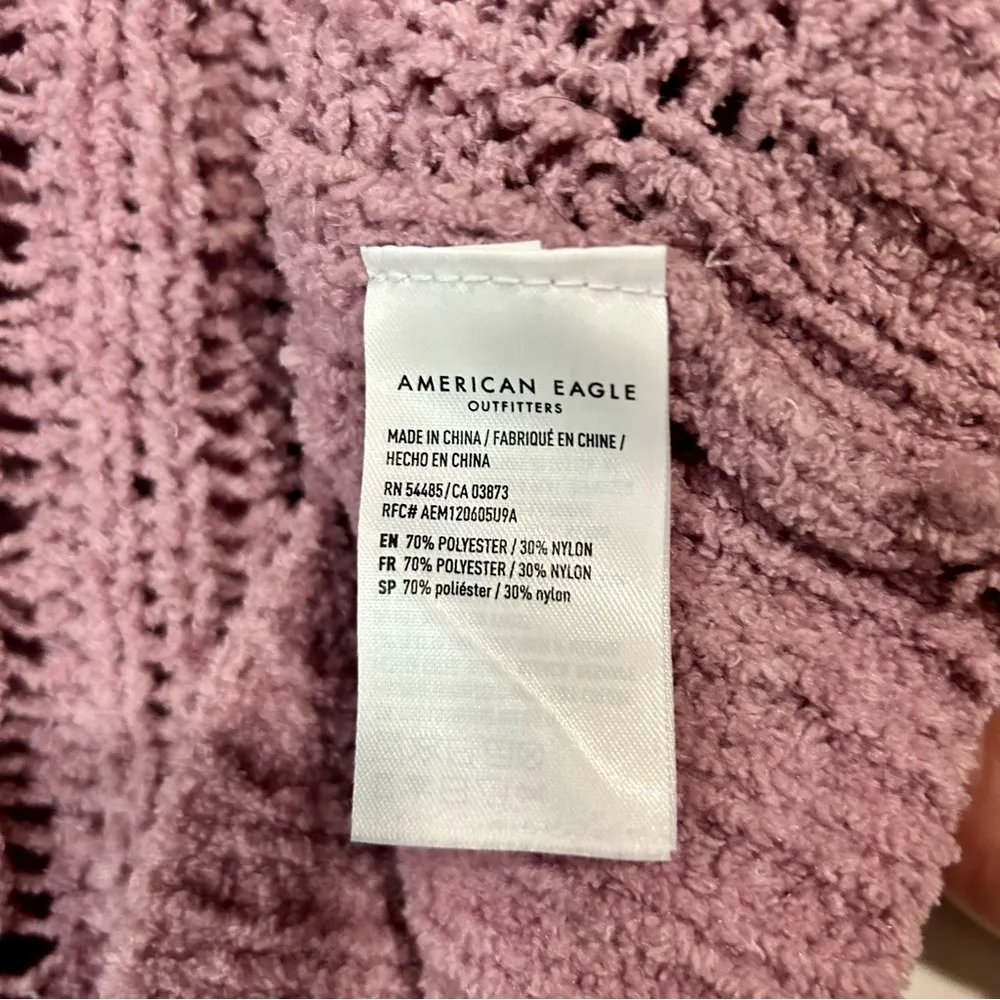 AMERICAN EAGLE
OUTFITTERS
MADE IN CHINA / FABRIQUÉ EN CHINE /
HECHO EN CHINA
RN 54485/CA 03873
RFC# AEM120605U9A
EN 70% POLYESTER / 30% NYLON
FR 70% POLYESTER / 30% NYLON
SP 70% poliéster / 30% nylon